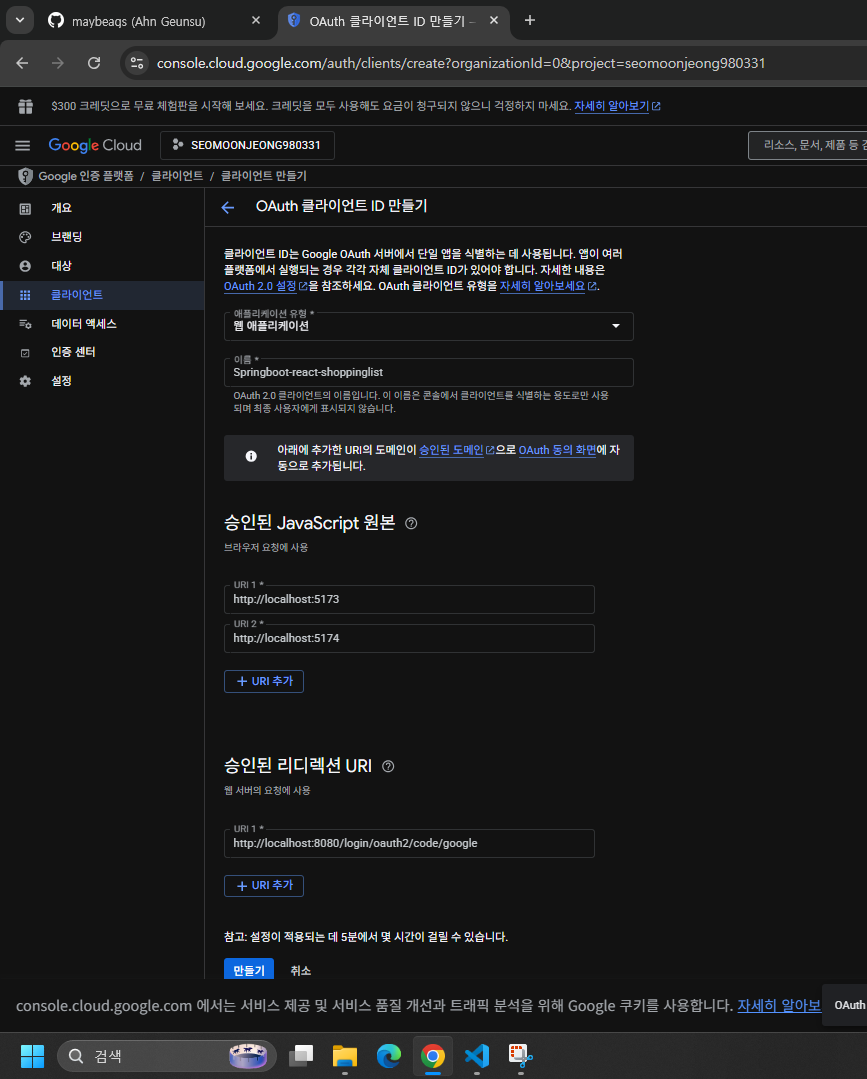 maybeaqs (Ahn Geunsu)
OAuth 클라이언트 ID 만들기 –
console.cloud.google.com/auth/clients/create?organizationId=0&project=seomoonjeong980331
$300 크레딧으로 무료 체험판을 시작해 보세요. 크레딧을 모두 사용해도 요금이 청구되지 않으니 걱정하지 마세요. 자세히 알아보기
Google Cloud
SEOMOONJEONG980331
리소스, 문서, 제품 등
Google 인증 플랫폼 / 클라이언트 / 클라이언트 만들기
개요
브랜딩
대상
클라이언트
데이터 액세스
인증 센터
설정
OAuth 클라이언트 ID 만들기
클라이언트 ID는 Google OAuth 서버에서 단일 앱을 식별하는 데 사용됩니다. 앱이 여러
플랫폼에서 실행되는 경우 각각 자체 클라이언트 ID가 있어야 합니다. 자세한 내용은
OAuth 2.0 설정을 참조하세요. OAuth 클라이언트 유형을 자세히 알아보세요.
애플리케이션 유형 *
웹 애플리케이션
이름 *
Springboot-react-shoppinglist
OAuth 2.0 클라이언트의 이름입니다. 이 이름은 콘솔에서 클라이언트를 식별하는 용도로만 사용
되며 최종 사용자에게 표시되지 않습니다.
아래에 추가한 URI의 도메인이 승인된 도메인으로 OAuth 동의 화면에 자
동으로 추가됩니다.
승인된 JavaScript 원본
브라우저 요청에 사용
URI 1 *
http://localhost:5173
URI 2 *
http://localhost:5174
URI 추가
승인된 리디렉션 URI
웹 서버의 요청에 사용
URI 1 *
http://localhost:8080/login/oauth2/code/google
URI 추가
참고: 설정이 적용되는 데 5분에서 몇 시간이 걸릴 수 있습니다.
만들기
취소
console.cloud.google.com 에서는 서비스 제공 및 서비스 품질 개선과 트래픽 분석을 위해 Google 쿠키를 사용합니다. 자세히 알아보
OAuth
검색